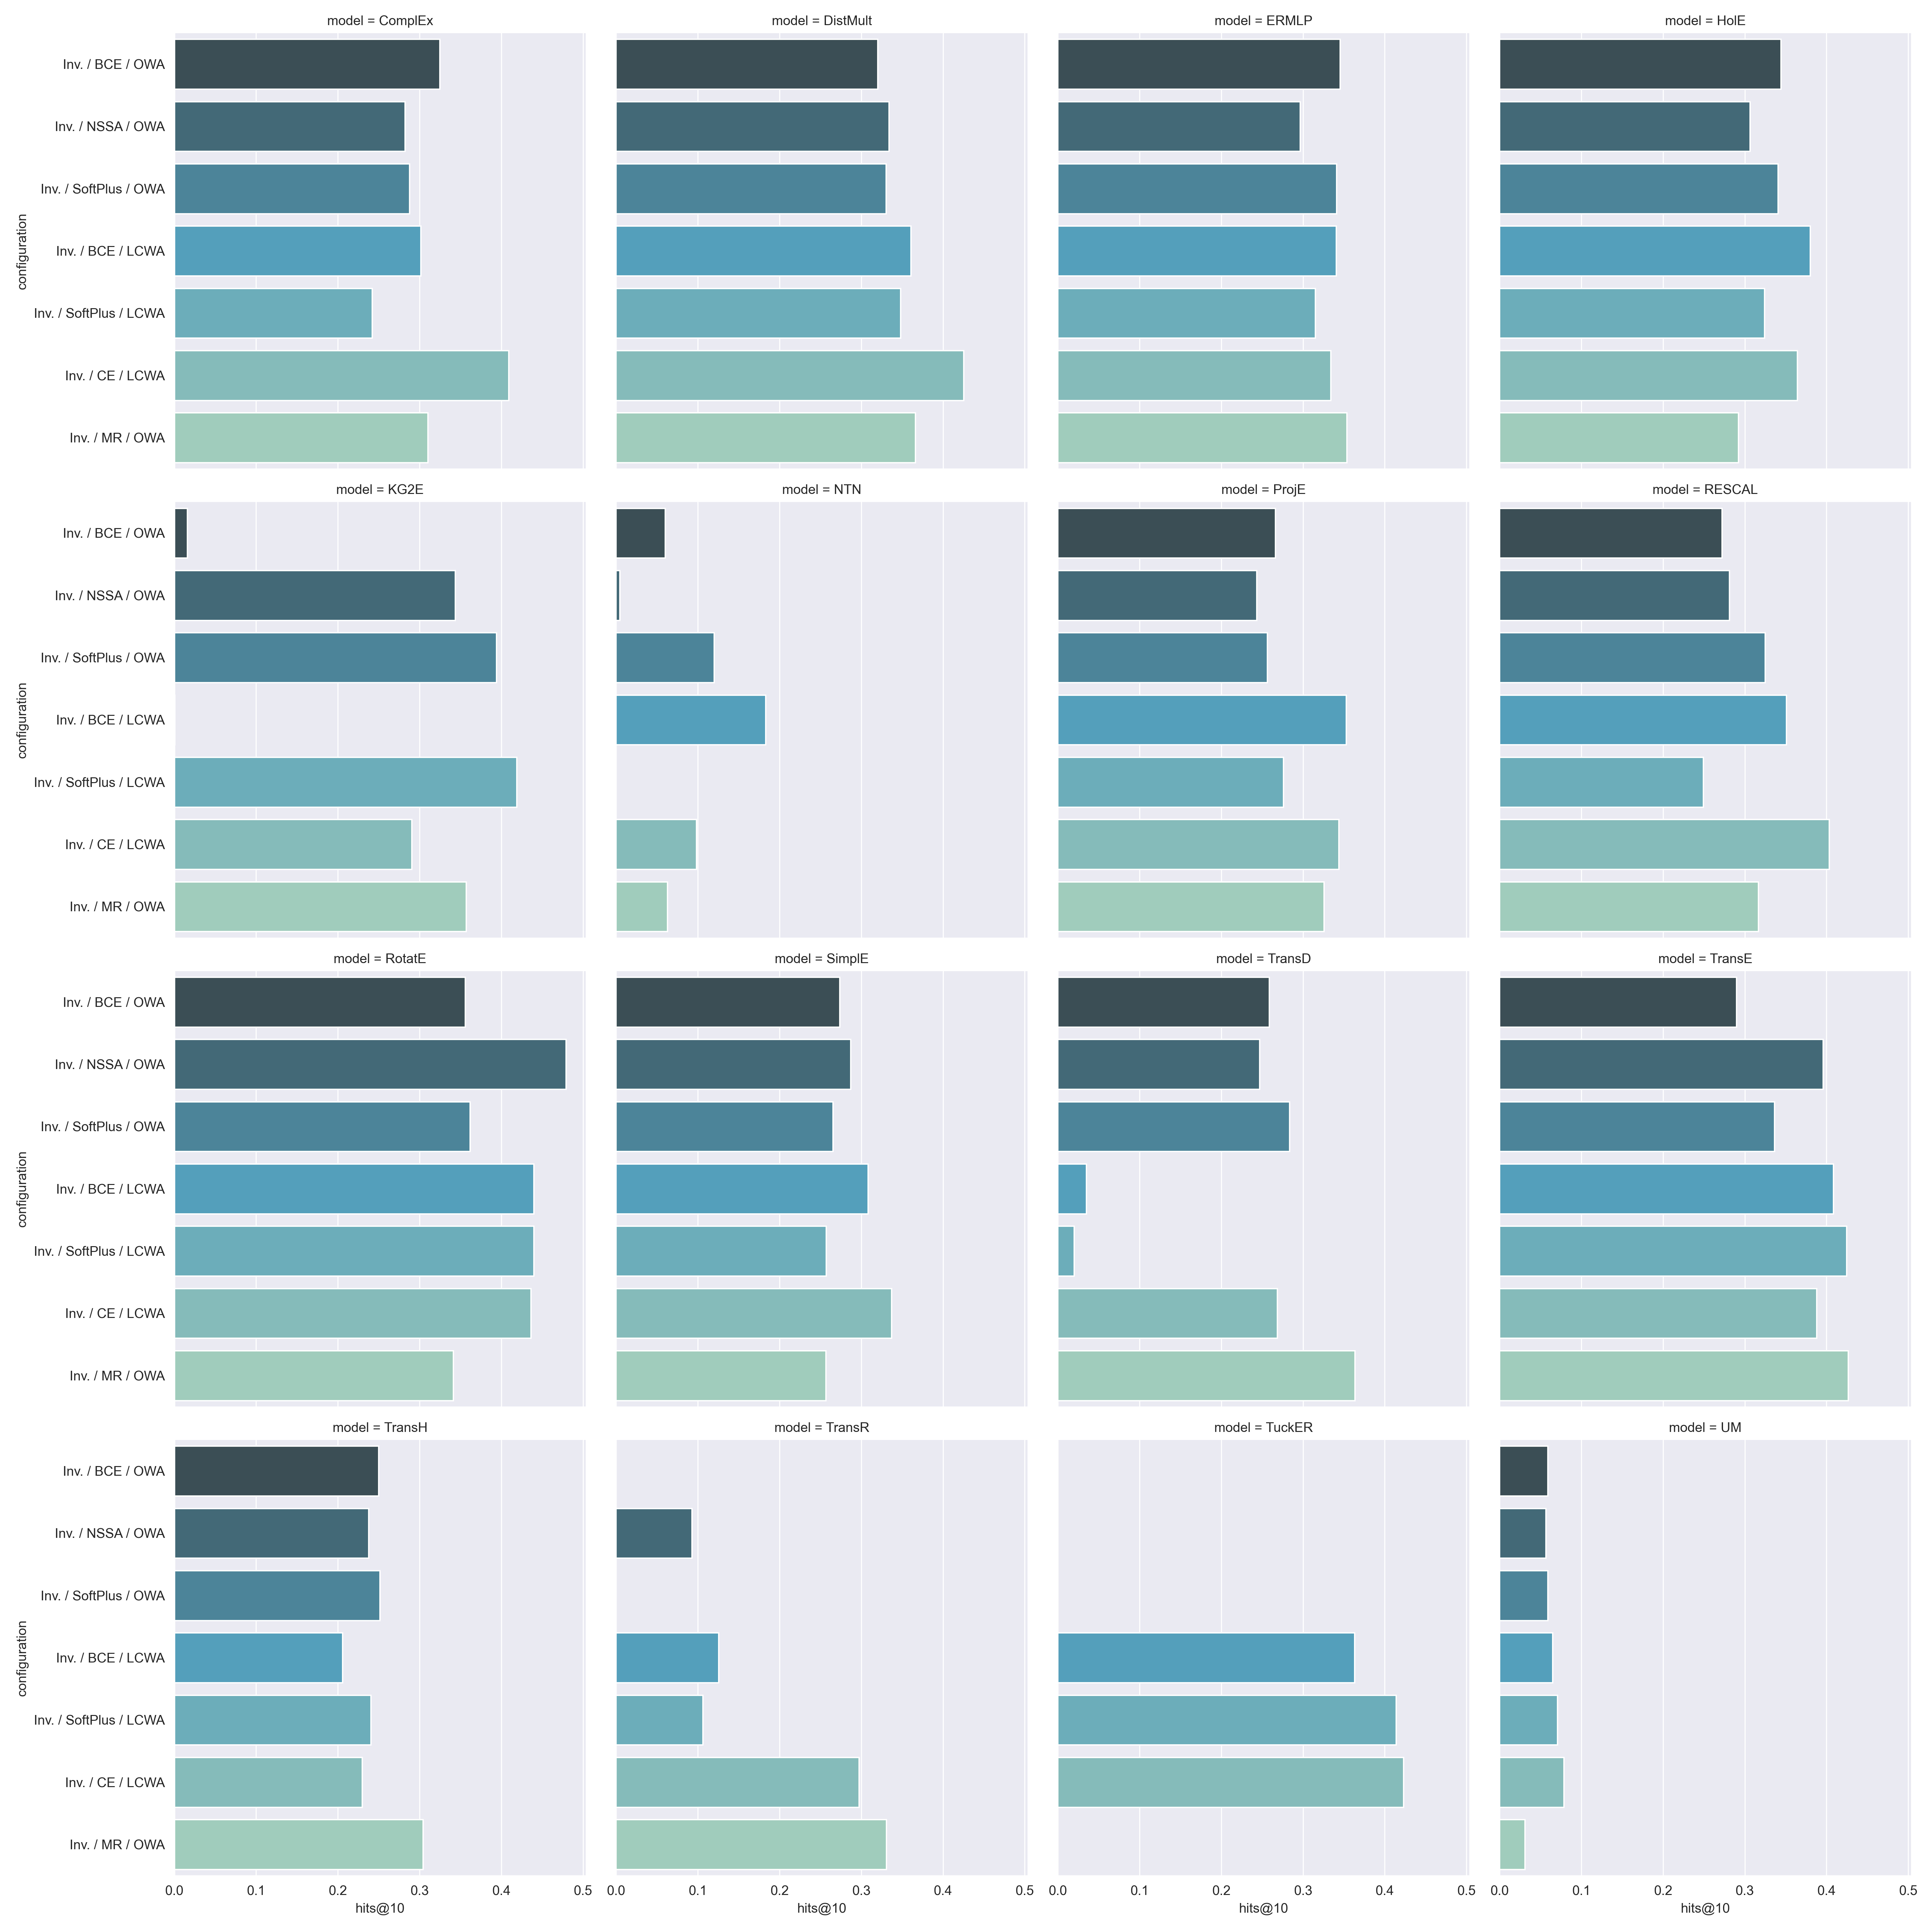 model = ComplEx
model = DistMult
model = ERMLP
model = HolE
configuration
Inv. / BCE / OWA
Inv. / NSSA / OWA
Inv. / SoftPlus / OWA
Inv. / BCE / LCWA
Inv. / SoftPlus / LCWA
Inv. / CE / LCWA
Inv. / MR / OWA
model = KG2E
model = NTN
model = ProjE
model = RESCAL
configuration
Inv. / BCE / OWA
Inv. / NSSA / OWA
Inv. / SoftPlus / OWA
Inv. / BCE / LCWA
Inv. / SoftPlus / LCWA
Inv. / CE / LCWA
Inv. / MR / OWA
model = RotatE
model = SimplE
model = TransD
model = TransE
configuration
Inv. / BCE / OWA
Inv. / NSSA / OWA
Inv. / SoftPlus / OWA
Inv. / BCE / LCWA
Inv. / SoftPlus / LCWA
Inv. / CE / LCWA
Inv. / MR / OWA
model = TransH
model = TransR
model = TuckER
model = UM
configuration
Inv. / BCE / OWA
Inv. / NSSA / OWA
Inv. / SoftPlus / OWA
Inv. / BCE / LCWA
Inv. / SoftPlus / LCWA
Inv. / CE / LCWA
Inv. / MR / OWA
0.0 0.1 0.2 0.3 0.4 0.5
hits@10
0.0 0.1 0.2 0.3 0.4 0.5
hits@10
0.0 0.1 0.2 0.3 0.4 0.5
hits@10
0.0 0.1 0.2 0.3 0.4 0.5
hits@10